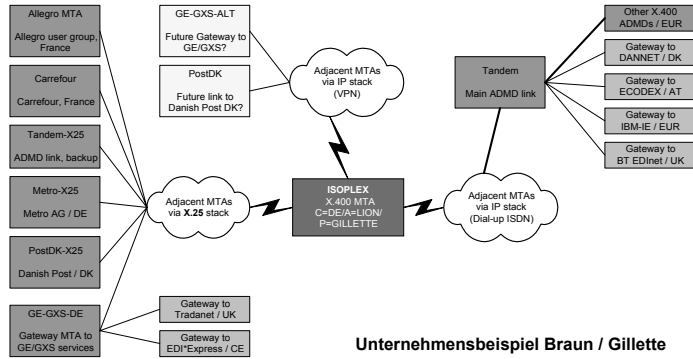 Allegro MTA
Allegro user group,
France
Carrefour
Carrefour, France
Tandem-X25
ADMD link, backup
Metro-X25
Metro AG / DE
PostDK-X25
Danish Post / DK
GE-GXS-DE
Gateway MTA to
GE/GXS services
GE-GXS-ALT
Future Gateway to
GE/GXS?
PostDK
Future link to
Danish Post DK?
Adjacent MTAs
via IP stack
(VPN)
Adjacent MTAs
via X.25 stack
ISOPLEX
X.400 MTA
C=DE/A=LION/
P=GILLETTE
Adjacent MTAs
via IP stack
(Dial-up ISDN)
Tandem
Main ADMD link
Other X.400
ADMDs / EUR
Gateway to
DANNET / DK
Gateway to
ECODEX / AT
Gateway to
IBM-IE / EUR
Gateway to
BT EDInet / UK
Gateway to
Tradanet / UK
Gateway to
EDI*Express / CE
Unternehmensbeispiel Braun / Gillette